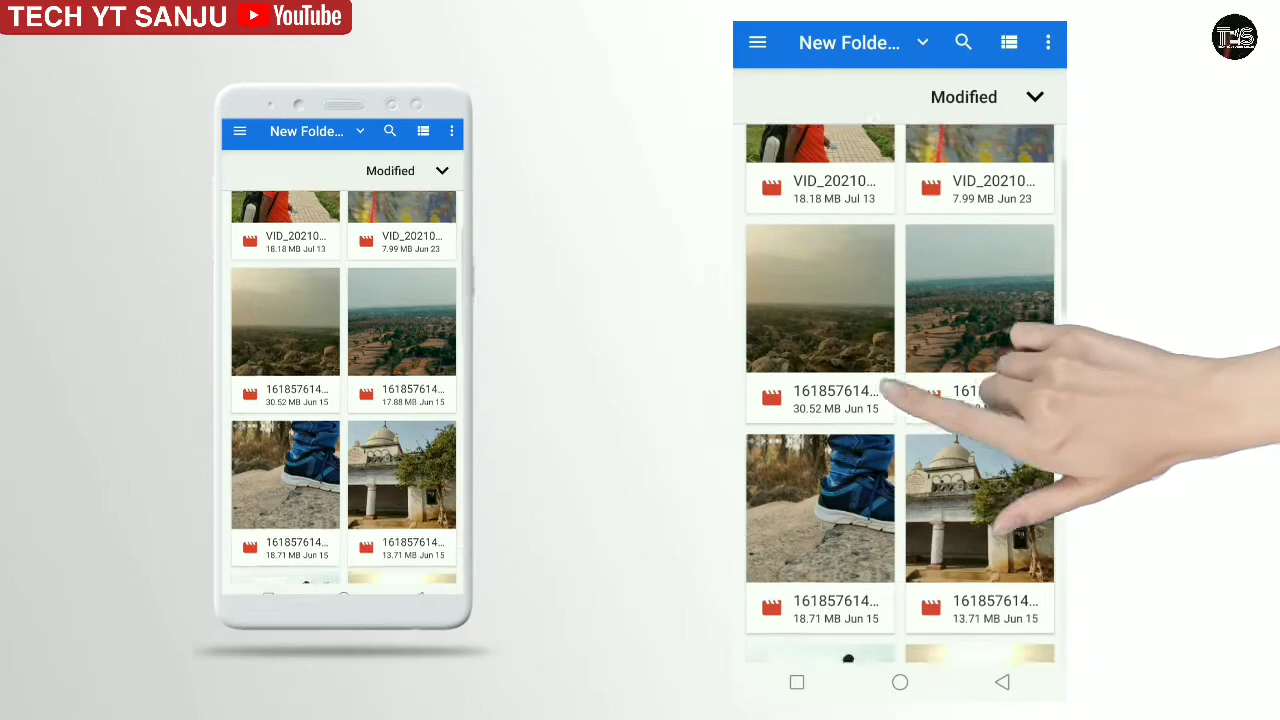 TECH YT SANJU YouTube
New Folde...
Modified
VID_20210...
18.18 MB Jul 13
VID_20210...
7.99 MB Jun 23
161857614...
30.52 MB Jun 15
161857614...
17.88 MB Jun 15
161857614...
18.71 MB Jun 15
161857614...
13.71 MB Jun 15
New Folde...
Modified
VID_20210...
18.18 MB Jul 13
VID_20210...
7.99 MB Jun 23
161857614...
30.52 MB Jun 15
161857614...
18.71 MB Jun 15
161857614...
13.71 MB Jun 15